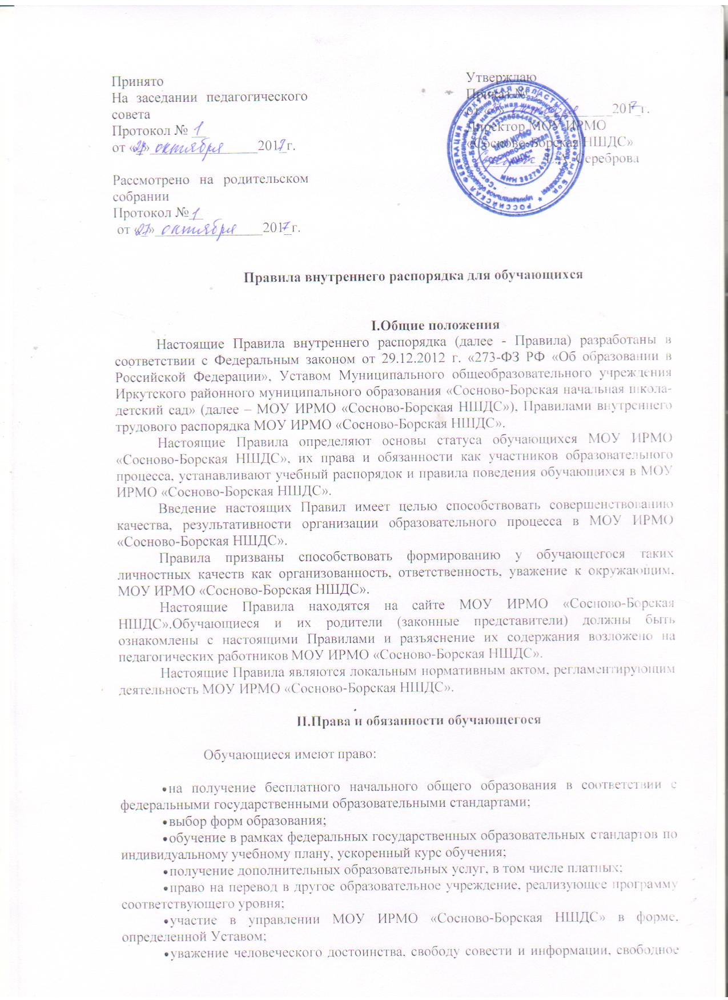 Принято
На заседании педагогического
совета
Протокол № 1
от «27» октября 2017 г.
Рассмотрено на родительском
собрании
Протокол № 1
от «27» октября 2017 г.
Утверждаю
Приказ №
от « » 2017 г.
Директор МОУ ИРМО
«Сосново-Борская НШДС»
Сереброва
РОССИЙСКАЯ ФЕДЕРАЦИЯ ИРКУТСКАЯ ОБЛАСТЬ
Правила внутреннего распорядка для обучающихся
I.Общие положения
Настоящие Правила внутреннего распорядка (далее - Правила) разработаны в
соответствии с Федеральным законом от 29.12.2012 г. «273-ФЗ РФ «Об образовании в
Российской Федерации», Уставом Муниципального общеобразовательного учреждения
Иркутского районного муниципального образования «Сосново-Борская начальная школа-
детский сад» (далее – МОУ ИРМО «Сосново-Борская НШДС»), Правилами внутреннего
трудового распорядка МОУ ИРМО «Сосново-Борская НШДС».
Настоящие Правила определяют основы статуса обучающихся МОУ ИРМО
«Сосново-Борская НШДС», их права и обязанности как участников образовательного
процесса, устанавливают учебный распорядок и правила поведения обучающихся в МОУ
ИРМО «Сосново-Борская НШДС».
Введение настоящих Правил имеет целью способствовать совершенствованию
качества, результативности организации образовательного процесса в МОУ ИРМО
«Сосново-Борская НШДС».
Правила призваны способствовать формированию у обучающегося таких
личностных качеств как организованность, ответственность, уважение к окружающим,
МОУ ИРМО «Сосново-Борская НШДС».
Настоящие Правила находятся на сайте МОУ ИРМО «Сосново-Борская
НШДС».Обучающиеся и их родители (законные представители) должны быть
ознакомлены с настоящими Правилами и разъяснение их содержания возложено на
педагогических работников МОУ ИРМО «Сосново-Борская НШДС».
Настоящие Правила являются локальным нормативным актом, регламентирующим
деятельность МОУ ИРМО «Сосново-Борская НШДС».
II.Права и обязанности обучающегося
Обучающиеся имеют право:
•на получение бесплатного начального общего образования в соответствии с
федеральными государственными образовательными стандартами;
•выбор форм образования;
•обучение в рамках федеральных государственных образовательных стандартов по
индивидуальному учебному плану, ускоренный курс обучения;
•получение дополнительных образовательных услуг, в том числе платных;
•право на перевод в другое образовательное учреждение, реализующее программу
соответствующего уровня;
•участие в управлении МОУ ИРМО «Сосново-Борская НШДС» в форме,
определенной Уставом;
•уважение человеческого достоинства, свободу совести и информации, свободное